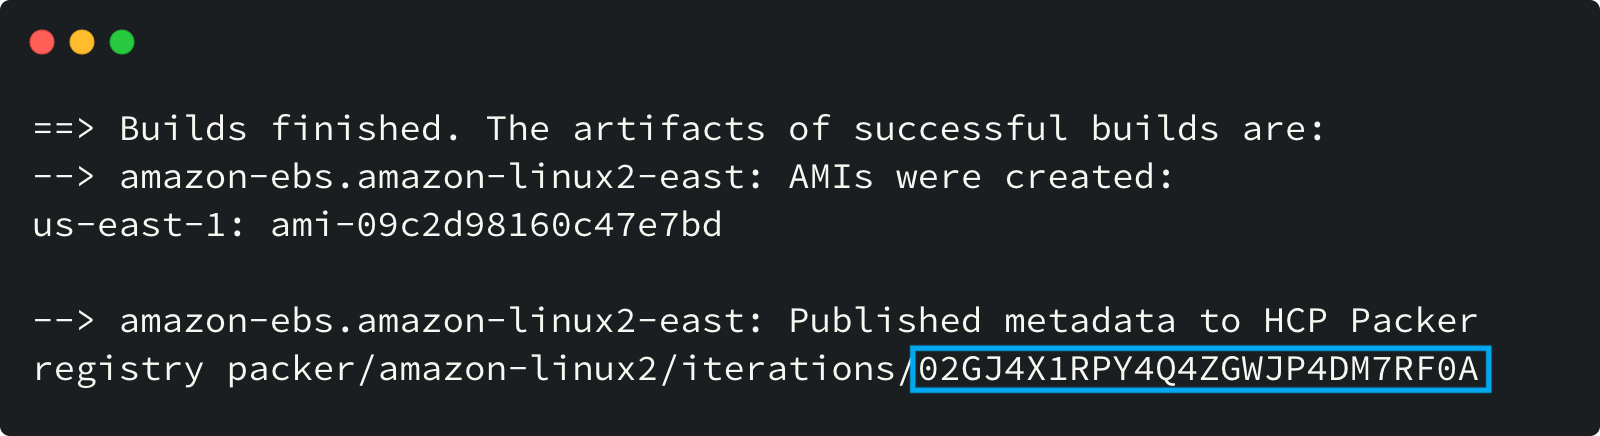 ==> Builds finished. The artifacts of successful builds are:
--> amazon-ebs.amazon-linux2-east: AMIs were created:
us-east-1: ami-09c2d98160c47e7bd
--> amazon-ebs.amazon-linux2-east: Published metadata to HCP Packer
registry packer/amazon-linux2/iterations/02GJ4X1RPY4Q4ZGWJP4DM7RF0A